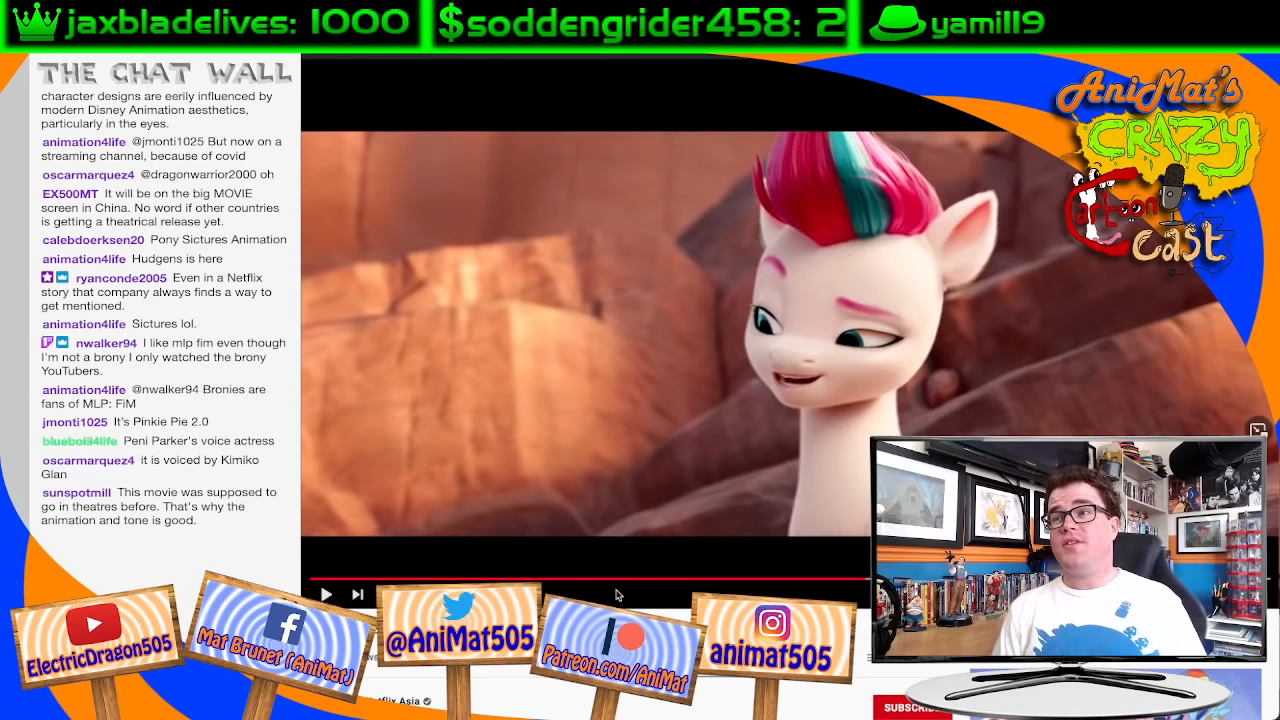 jaxbladelives: 1000
$soddengrider458: 2
yamill9
THE CHAT WALL
character designs are eerily influenced by
modern Disney Animation aesthetics,
particularly in the eyes.
animation4life @jmonti1025 But now on a
streaming channel, because of covid
oscarmarquez4 @dragonwarrior2000 oh
EX500MT It will be on the big MOVIE
screen in China. No word if other countries
is getting a theatrical release yet.
calebdoerksen20 Pony Sictures Animation
animation4life Hudgens is here
ryanconde2005 Even in a Netflix
story that company always finds a way to
get mentioned.
animation4life Sictures lol.
nwalker94 I like mlp fim even though
I'm not a brony I only watched the brony
YouTubers.
animation4life @nwalker94 Bronies are
fans of MLP: FiM
jmonti1025 It's Pinkie Pie 2.0
blueboiii4life Peni Parker's voice actress
oscarmarquez4 it is voiced by Kimiko
Glan
sunspotmill This movie was supposed to
go in theatres before. That's why the
animation and tone is good.
AniMat's
CRAZY
Cartoon
Cast
ElectricDragon505
Mat Brunet (AniMat)
@AniMat505
Patreon.com/AniMat
animat505
Asia
SUBSCRIB